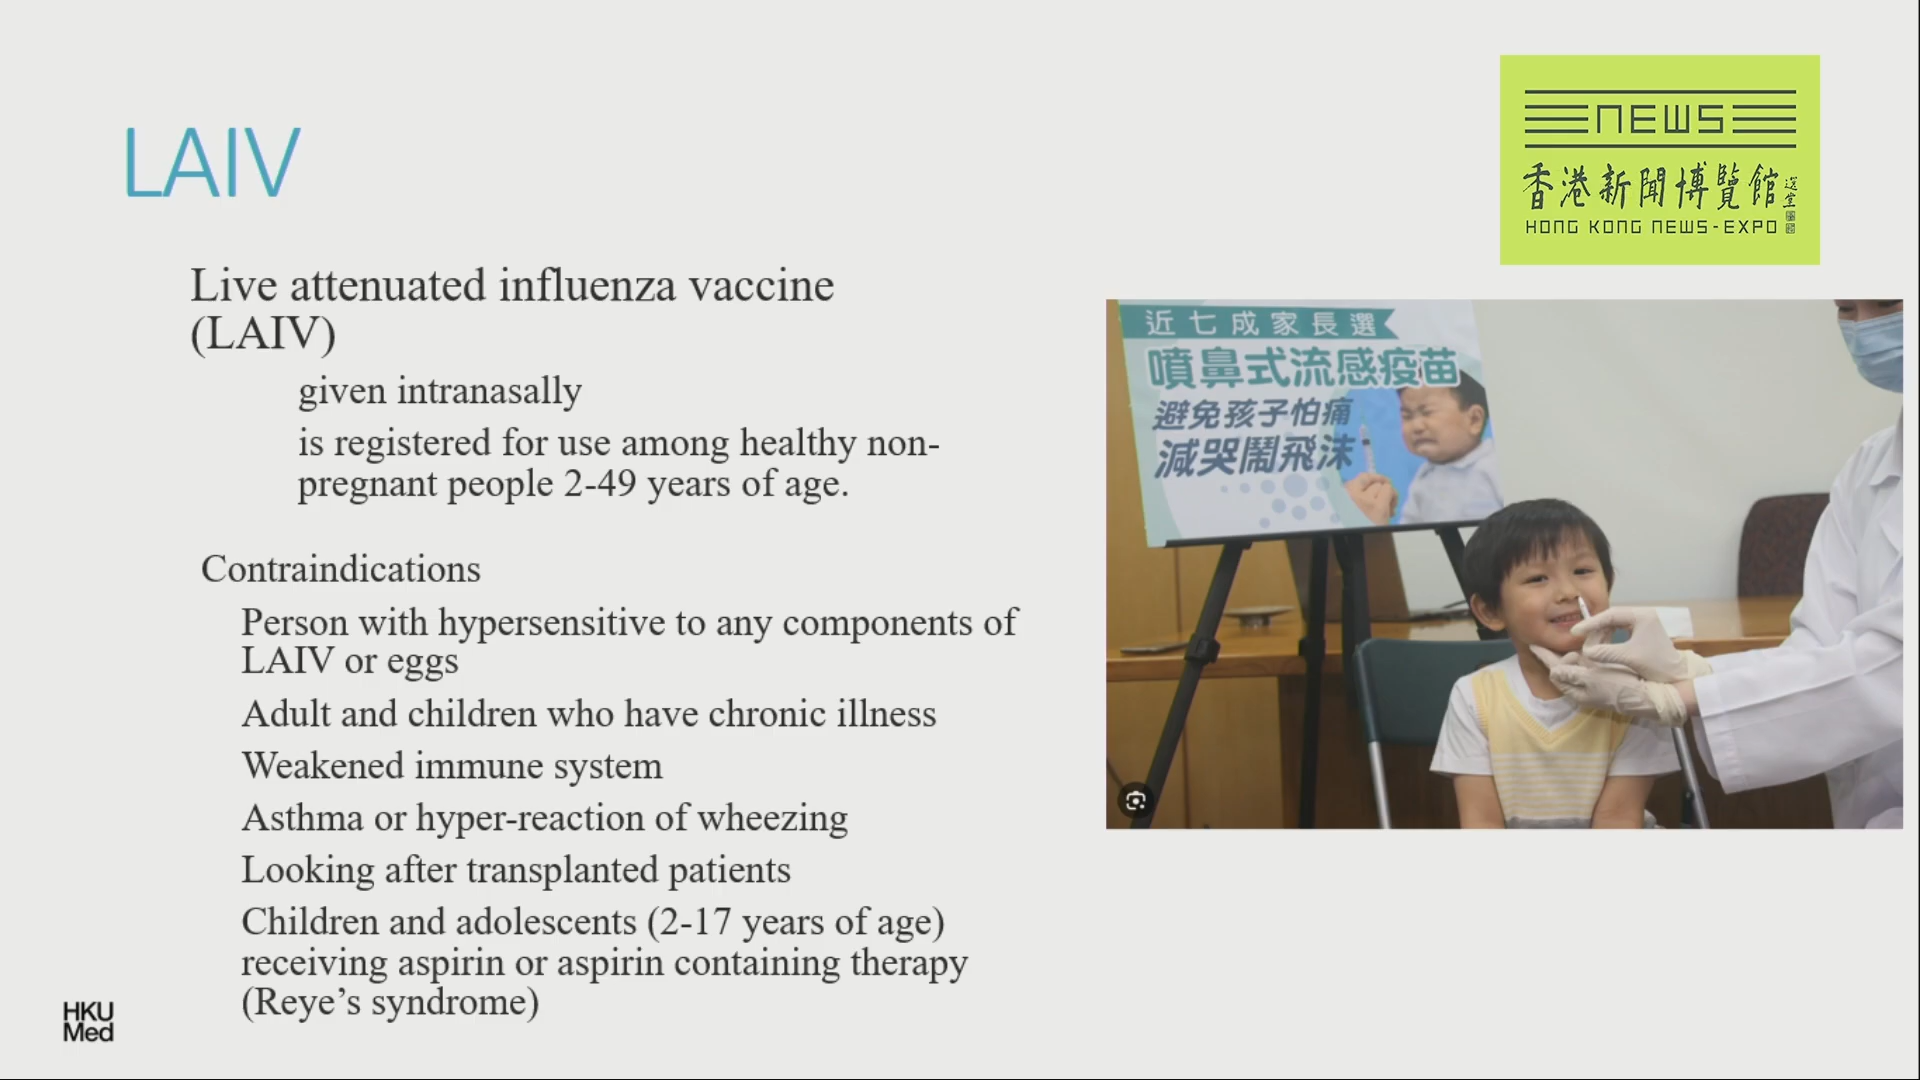 LAIV
NEWS
香港新聞博覽館
HONG KONG NEWS-EXPO
Live attenuated influenza vaccine
(LAIV)
given intranasally
is registered for use among healthy non-
pregnant people 2-49 years of age.
Contraindications
Person with hypersensitive to any components of
LAIV or eggs
Adult and children who have chronic illness
Weakened immune system
Asthma or hyper-reaction of wheezing
Looking after transplanted patients
Children and adolescents (2-17 years of age)
receiving aspirin or aspirin containing therapy
(Reye’s syndrome)
近七成家長選
噴鼻式流感疫苗
避免孩子怕痛
減哭鬧飛沫
HKU
Med